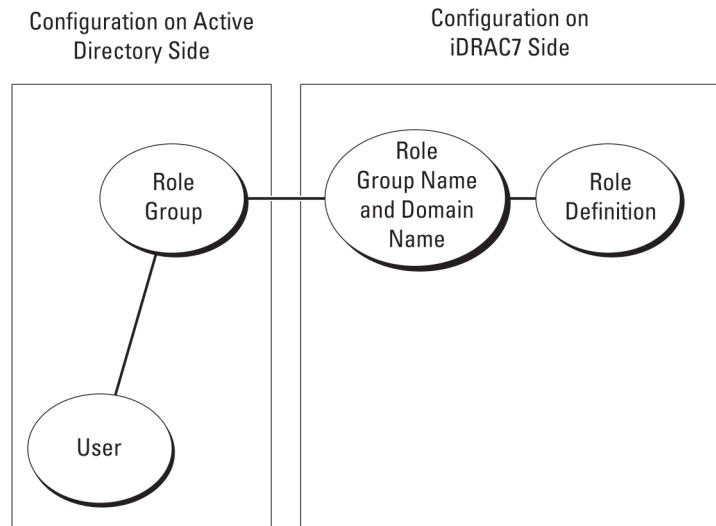 Configuration on Active
Directory Side
Configuration on
iDRAC7 Side
Role
Group
Role
Group Name
and Domain
Name
Role
Definition
User